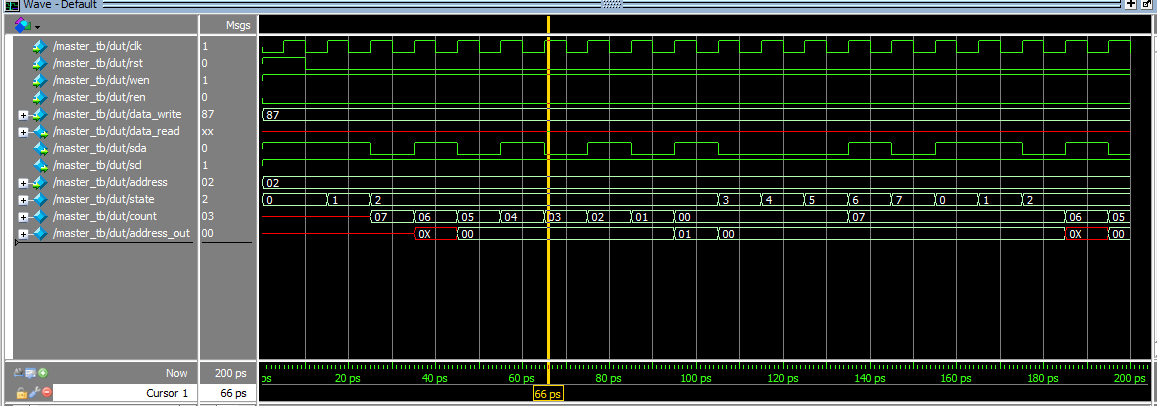 Wave - Default
Msgs
/master_tb/dut/clk 1
/master_tb/dut/rst 0
/master_tb/dut/wen 1
/master_tb/dut/ren 0
/master_tb/dut/data_write 87 87
/master_tb/dut/data_read xx
/master_tb/dut/sda 0
/master_tb/dut/scl 1
/master_tb/dut/address 02 02
/master_tb/dut/state 2 0 1 2 3 4 5 6 7 0 1 2
/master_tb/dut/count 03 07 06 05 04 03 02 01 00 07 06 05
/master_tb/dut/address_out 00 0X 00 01 00 0X 00
Now 200 ps ps 20 ps 40 ps 60 ps 80 ps 100 ps 120 ps 140 ps 160 ps 180 ps 200 ps
Cursor 1 66 ps 66 ps